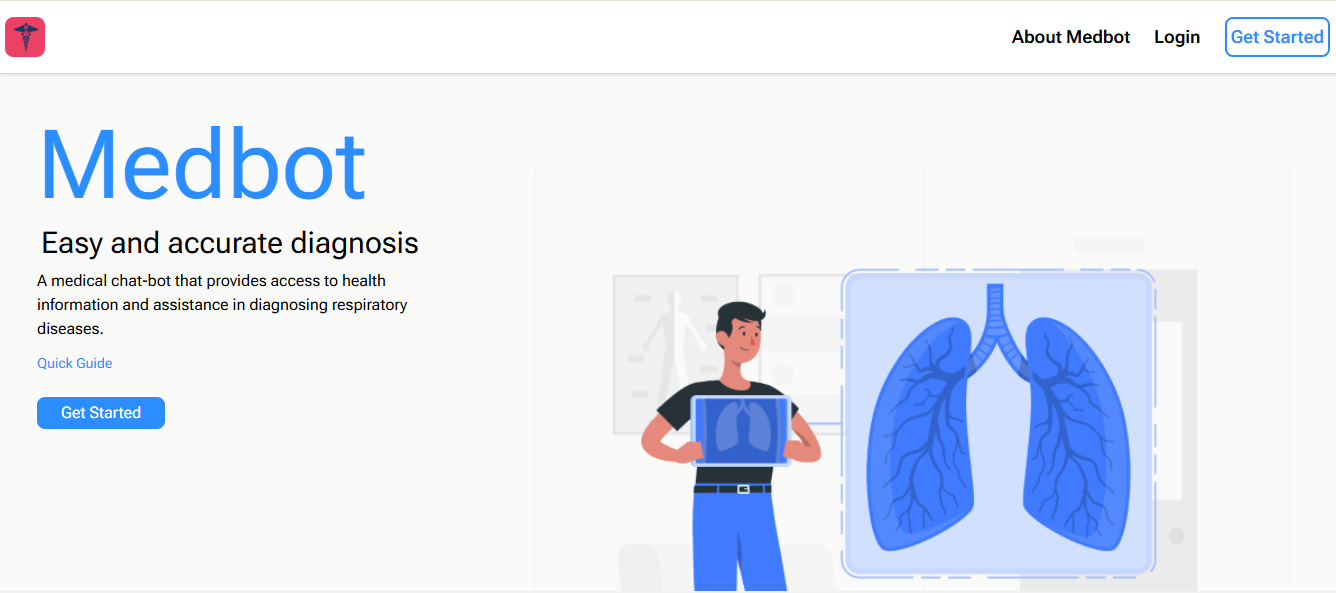 About Medbot Login Get Started
Medbot
Easy and accurate diagnosis
A medical chat-bot that provides access to health
information and assistance in diagnosing respiratory
diseases.
Quick Guide
Get Started